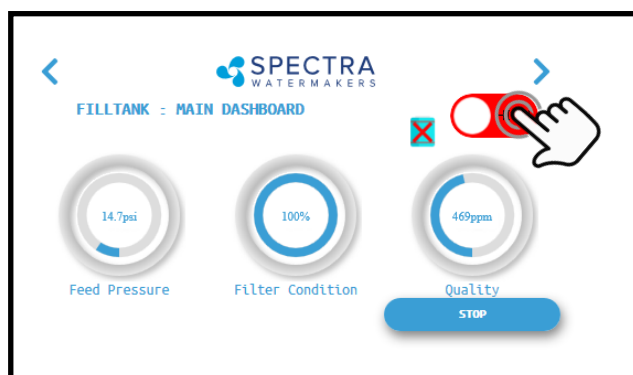 SPECTRA
WATERMAKERS
FILLTANK : MAIN DASHBOARD
14.7psi
100%
469ppm
Feed Pressure
Filter Condition
Quality
STOP